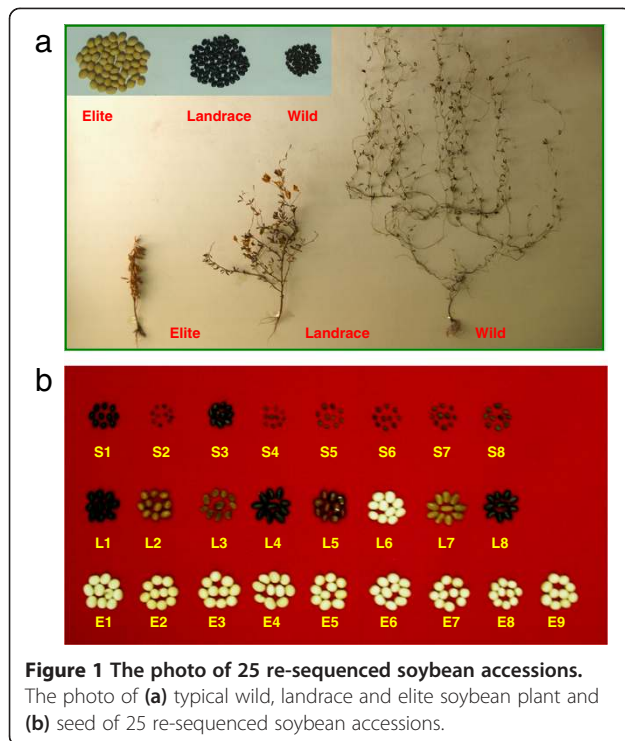 a
Elite Landrace Wild
Elite Landrace Wild
b
S1 S2 S3 S4 S5 S6 S7 S8
L1 L2 L3 L4 L5 L6 L7 L8
E1 E2 E3 E4 E5 E6 E7 E8 E9
Figure 1 The photo of 25 re-sequenced soybean accessions.
The photo of (a) typical wild, landrace and elite soybean plant and
(b) seed of 25 re-sequenced soybean accessions.